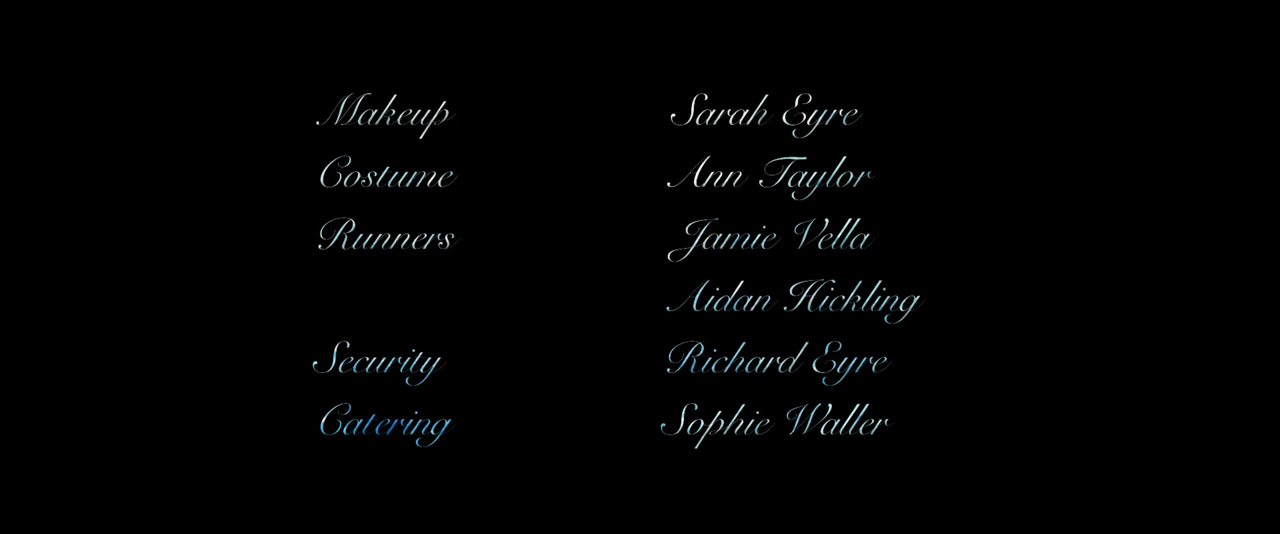 Makeup Sarah Eyre
Costume Ann Taylor
Runners Jamie Vella
Aidan Hickling
Security Richard Eyre
Catering Sophie Waller